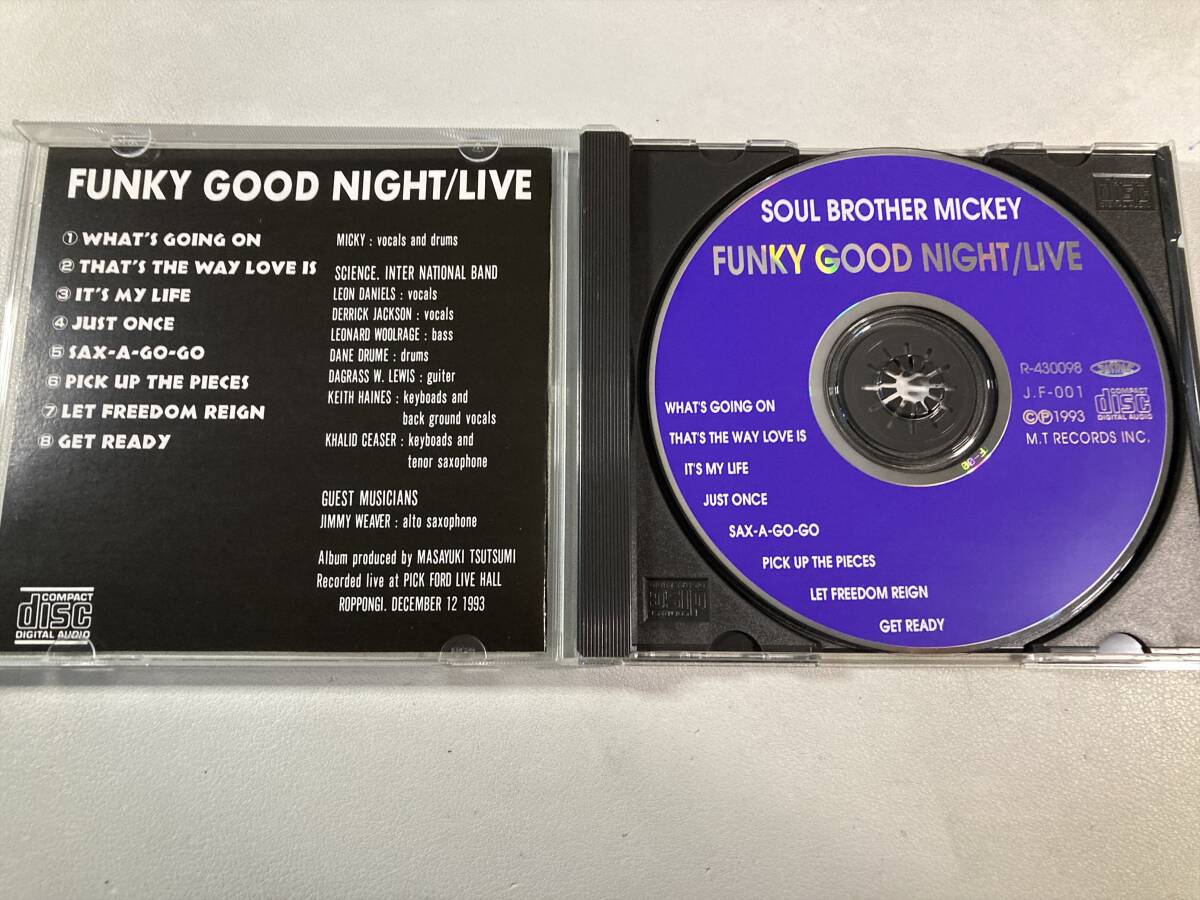 FUNKY GOOD NIGHT/LIVE
① WHAT'S GOING ON
② THAT'S THE WAY LOVE IS
③ IT'S MY LIFE
④ JUST ONCE
⑤ SAX-A-GO-GO
⑥ PICK UP THE PIECES
⑦ LET FREEDOM REIGN
⑧ GET READY
MICKY : vocals and drums
SCIENCE. INTER NATIONAL BAND
LEON DANIELS : vocals
DERRICK JACKSON : vocals
LEONARD WOOLRAGE : bass
DANE DRUME : drums
DAGRASS W. LEWIS : guiter
KEITH HAINES : keyboads and
back ground vocals
KHALID CEASER : keyboads and
tenor saxophone
GUEST MUSICIANS
JIMMY WEAVER : alto saxophone
Album produced by MASAYUKI TSUTSUMI
Recorded live at PICK FORD LIVE HALL
ROPPONGI. DECEMBER 12 1993
COMPACT
disc
DIGITAL AUDIO
SOUL BROTHER MICKEY
FUNKY GOOD NIGHT/LIVE
R-430098
J.F-001
COMPACT
disc
DIGITAL AUDIO
ⒸⓅ1993
M.T RECORDS INC.
WHAT'S GOING ON
THAT'S THE WAY LOVE IS
IT'S MY LIFE
JUST ONCE
SAX-A-GO-GO
PICK UP THE PIECES
LET FREEDOM REIGN
GET READY